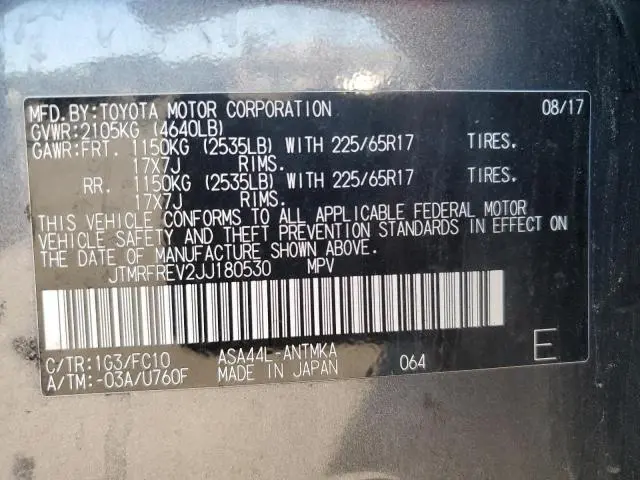 MFD.BY:TOYOTA MOTOR CORPORATION 08/17
GVWR:2105KG (4640LB)
GAWR:FRT. 1150KG (2535LB) WITH 225/65R17 TIRES.
17X7J RIMS.
RR. 1150KG (2535LB) WITH 225/65R17 TIRES.
17X7J RIMS.
THIS VEHICLE CONFORMS TO ALL APPLICABLE FEDERAL MOTOR
VEHICLE SAFETY AND THEFT PREVENTION STANDARDS IN EFFECT ON
THE DATE OF MANUFACTURE SHOWN ABOVE.
JTMRFREV2JJ180530 MPV
C/TR:1G3/FC10 ASA44L-ANTMKA
A/TM:-03A/U760F MADE IN JAPAN 064 E